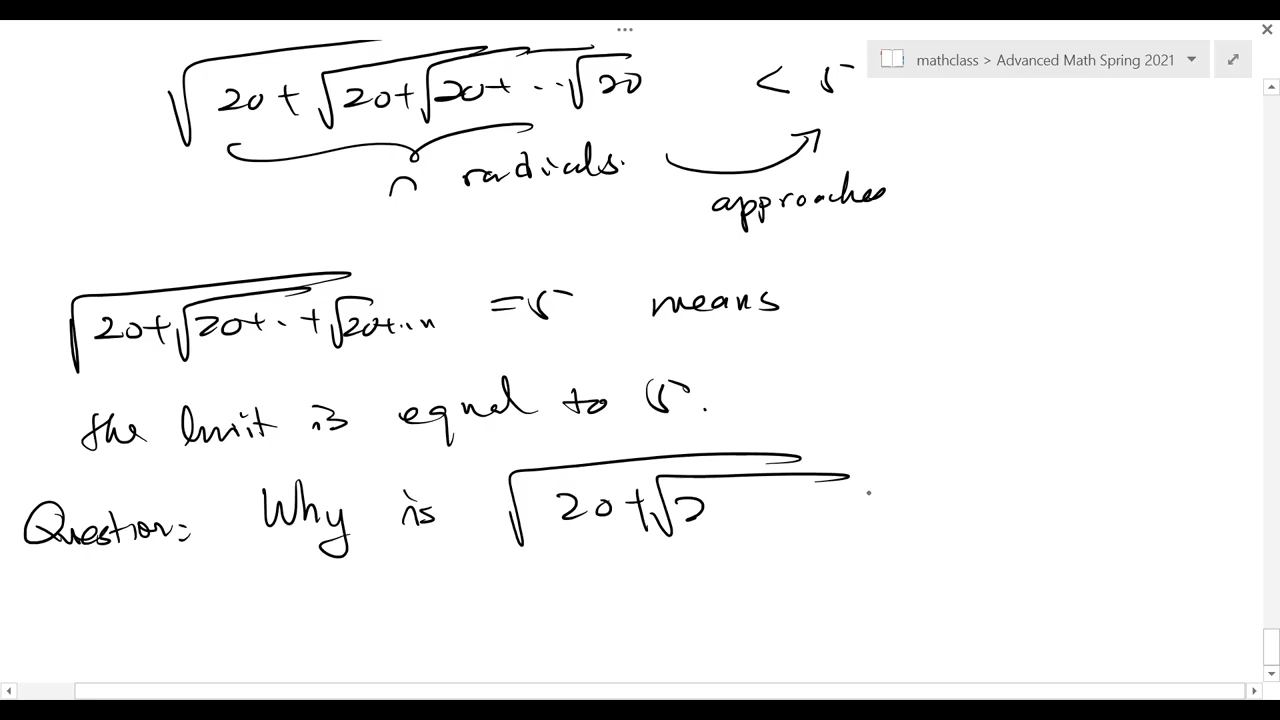 mathclass > Advanced Math Spring 2021
√20+√20+√20+..√20 < 5
n radicals. approaches
√20+√20+..+√20+... =5 means
the limit is equal to 5.
Question: Why is √20+√2